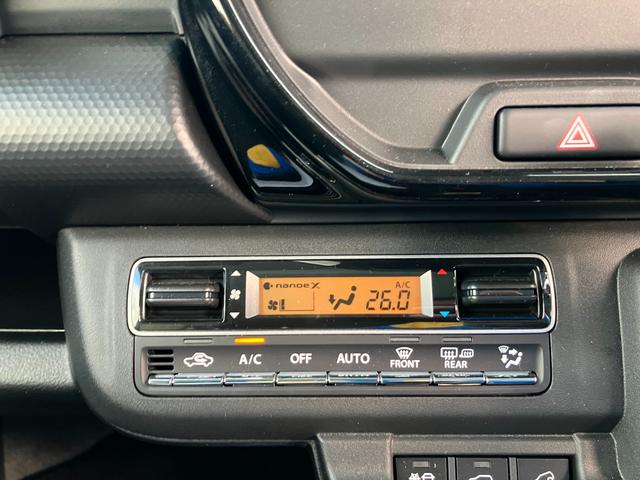 nanoe X
A/C
26.0
A/C OFF AUTO FRONT REAR